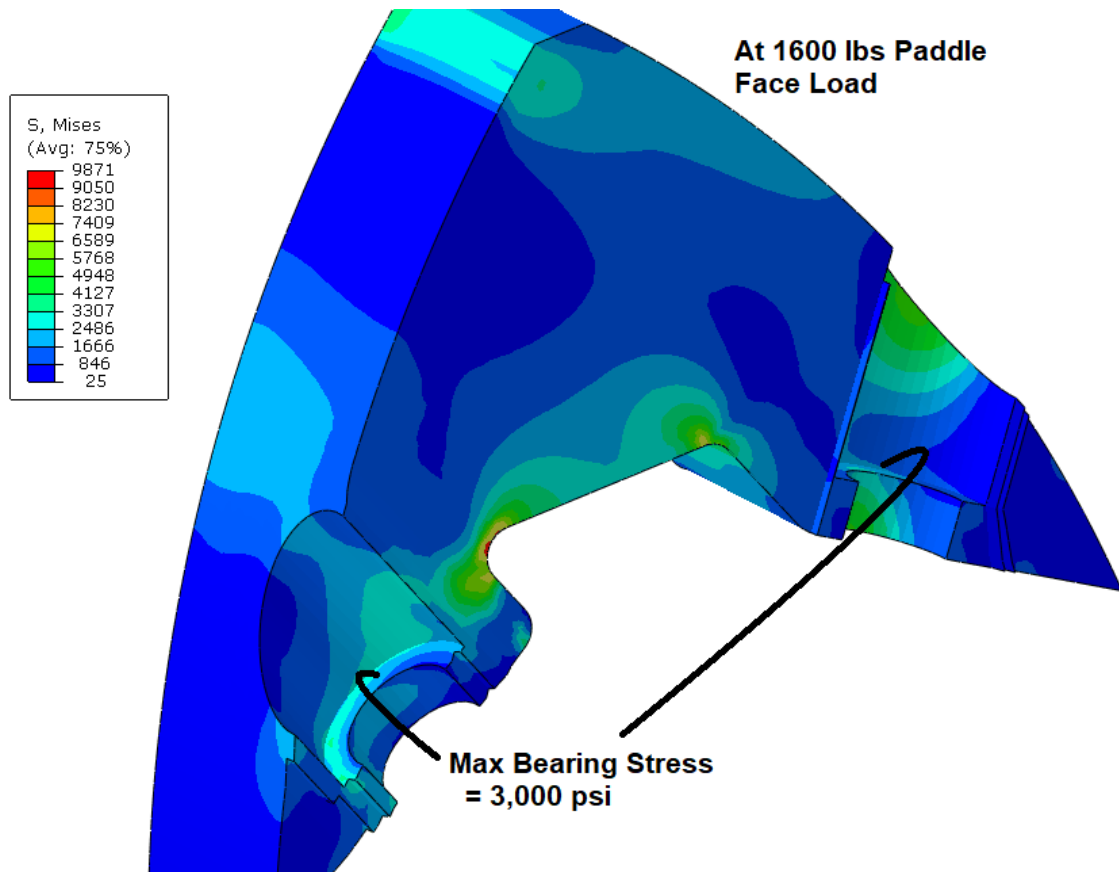 At 1600 lbs Paddle
Face Load
S, Mises
(Avg: 75%)
9871
9050
8230
7409
6589
5768
4948
4127
3307
2486
1666
846
25
Max Bearing Stress
= 3,000 psi